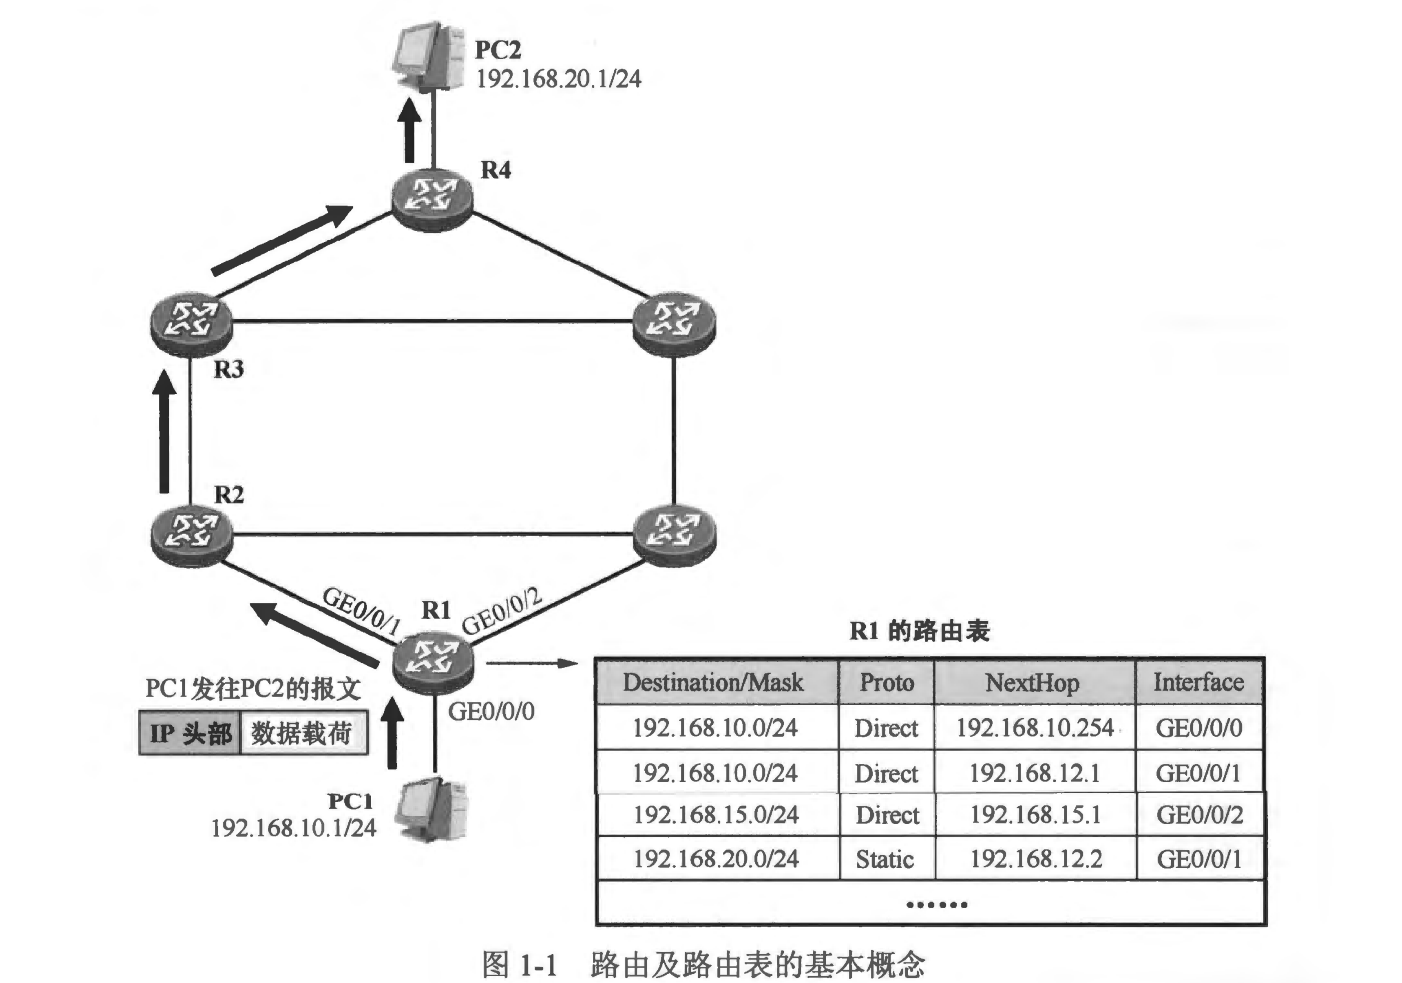 PC2
192.168.20.1/24
R4
R3
R2
GE0/0/1
R1
GE0/0/2
GE0/0/0
PC1发往PC2的报文
IP 头部 数据载荷
PC1
192.168.10.1/24
R1 的路由表
Destination/Mask Proto NextHop Interface
192.168.10.0/24 Direct 192.168.10.254 GE0/0/0
192.168.10.0/24 Direct 192.168.12.1 GE0/0/1
192.168.15.0/24 Direct 192.168.15.1 GE0/0/2
192.168.20.0/24 Static 192.168.12.2 GE0/0/1
......
图 1-1 路由及路由表的基本概念